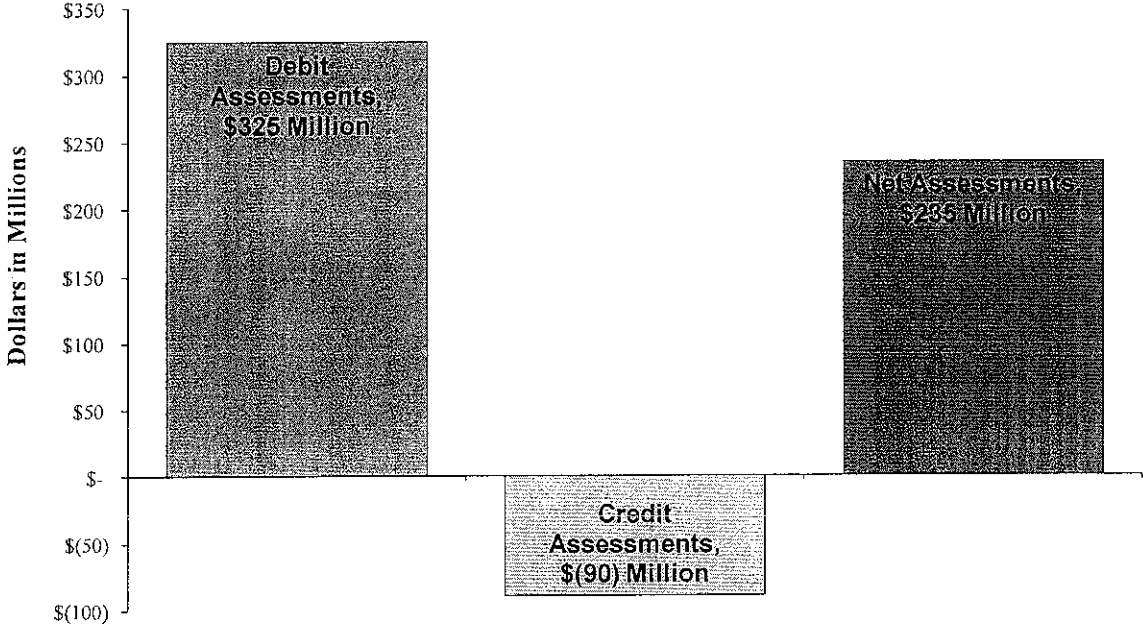 $350
$300
$250
$200
$150
$100
$50
$-
$(50)
$(100)
Dollars in Millions
Debit
Assessments,
$325 Million
Credit
Assessments,
$(90) Million
Net Assessments,
$235 Million